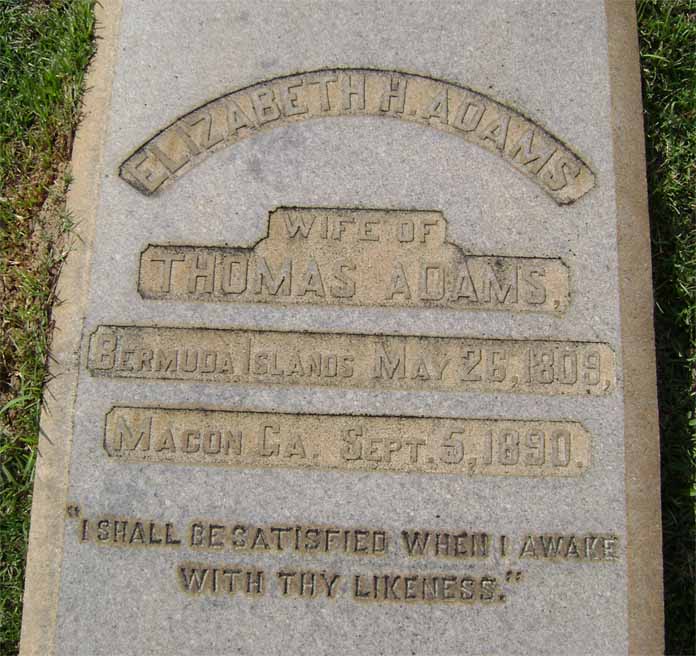 ELIZABETH H. ADAMS
WIFE OF
THOMAS ADAMS,
BERMUDA ISLANDS MAY 26, 1809,
MACON GA. SEPT. 5, 1890.
"I SHALL BE SATISFIED WHEN I AWAKE
WITH THY LIKENESS."